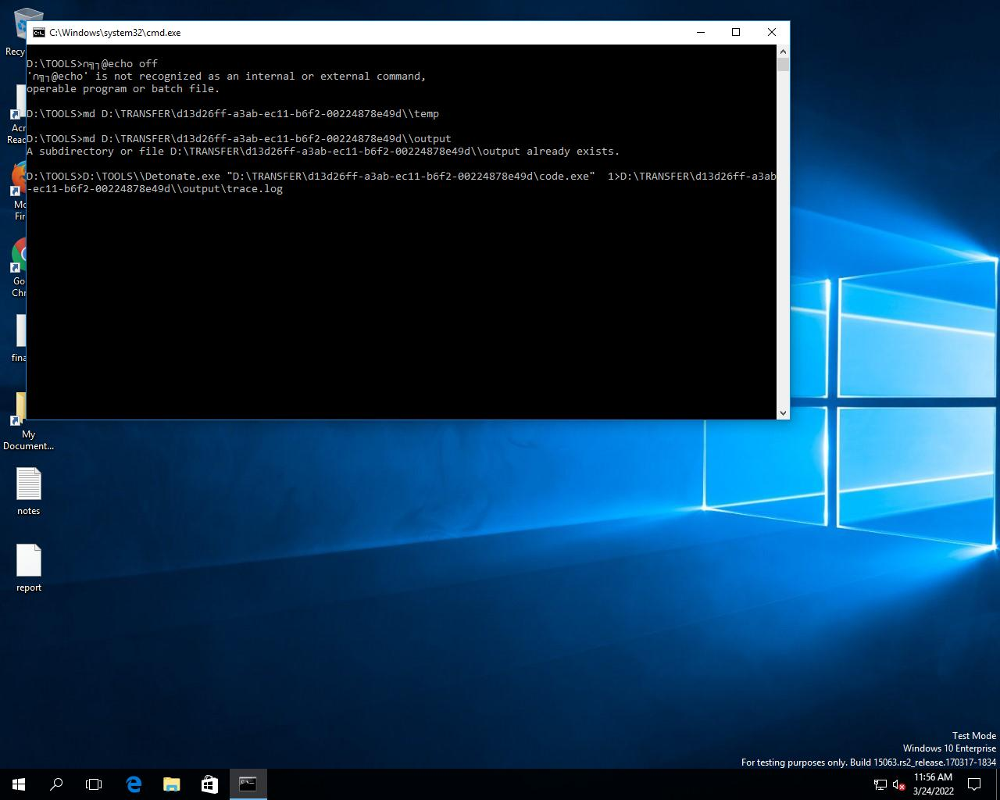 C:\Windows\system32\cmd.exe
D:\TOOLS>∩╗┐@echo off
'∩╗┐@echo' is not recognized as an internal or external command,
operable program or batch file.
D:\TOOLS>md D:\TRANSFER\d13d26ff-a3ab-ec11-b6f2-00224878e49d\\temp
D:\TOOLS>md D:\TRANSFER\d13d26ff-a3ab-ec11-b6f2-00224878e49d\\output
A subdirectory or file D:\TRANSFER\d13d26ff-a3ab-ec11-b6f2-00224878e49d\\output already exists.
D:\TOOLS>D:\TOOLS\\Detonate.exe "D:\TRANSFER\d13d26ff-a3ab-ec11-b6f2-00224878e49d\code.exe"  1>D:\TRANSFER\d13d26ff-a3ab
-ec11-b6f2-00224878e49d\\output\trace.log
Recy
Acr
Read
Mo
Fir
Go
Chr
fina
My
Document...
notes
report
Test Mode
Windows 10 Enterprise
For testing purposes only. Build 15063.rs2_release.170317-1834
11:56 AM
3/24/2022